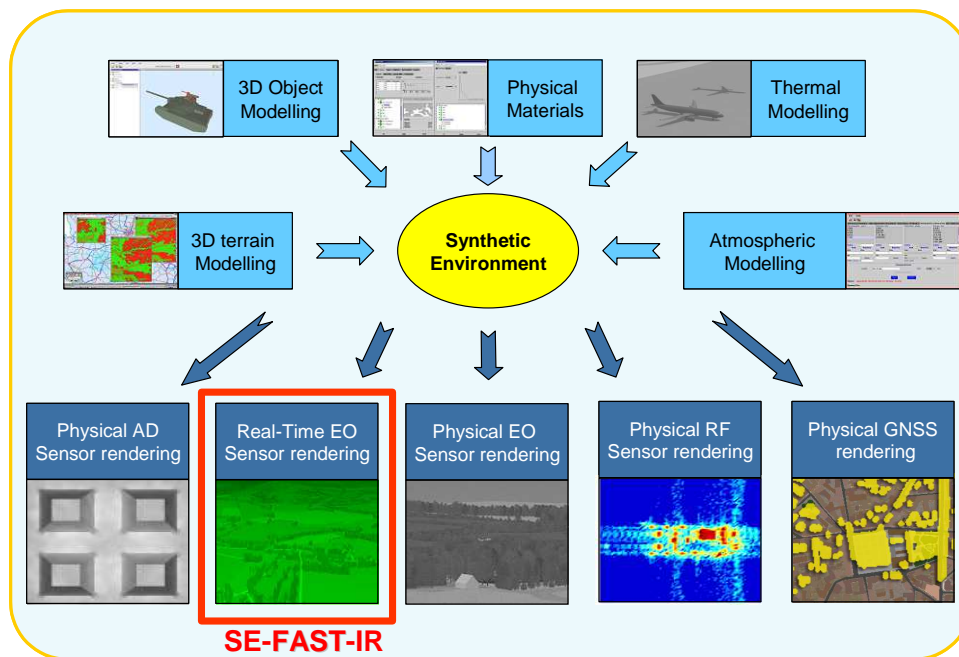 3D Object
Modelling
Physical
Materials
Thermal
Modelling
3D terrain
Modelling
Synthetic
Environment
Atmospheric
Modelling
Physical AD
Sensor rendering
Real-Time EO
Sensor rendering
Physical EO
Sensor rendering
Physical RF
Sensor rendering
Physical GNSS
rendering
SE-FAST-IR